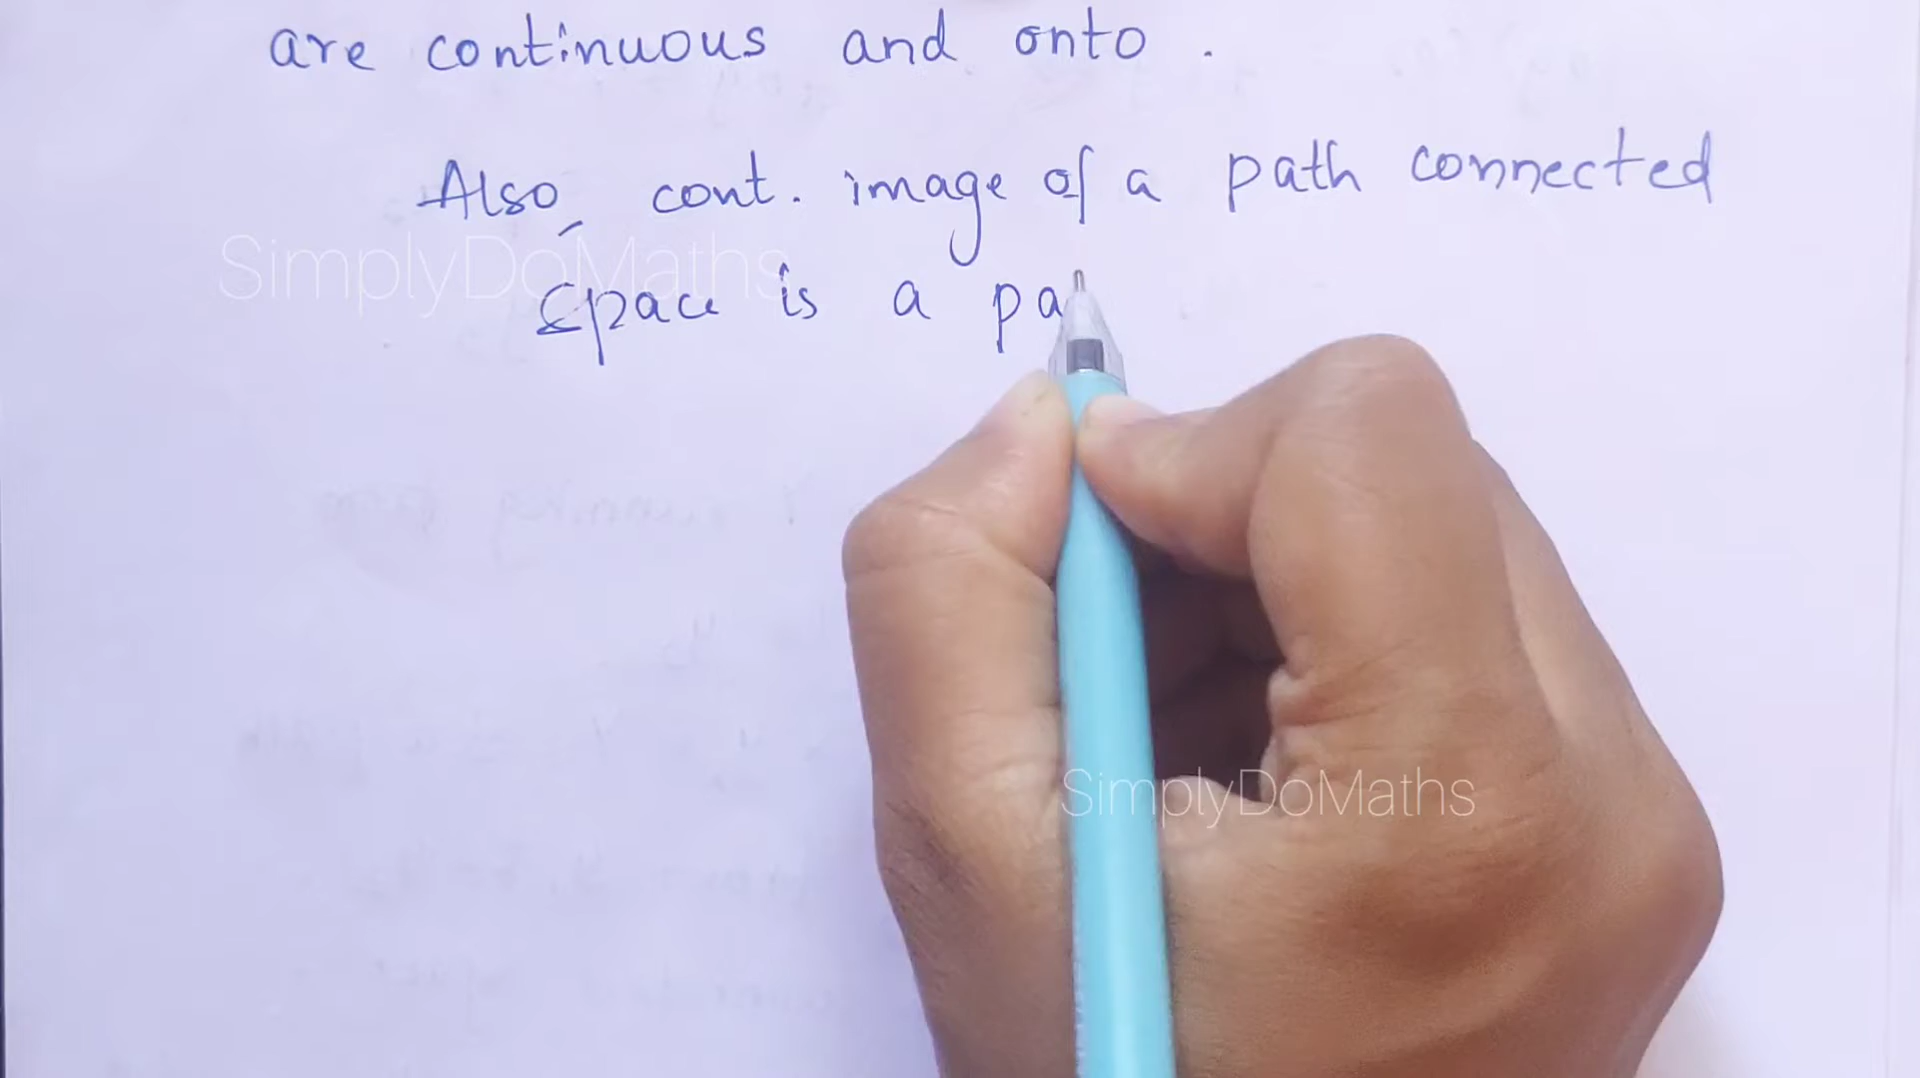 are continuous and onto .
Also, cont. image of a path connected
SimplyDoMaths
space is a pa
SimplyDoMaths